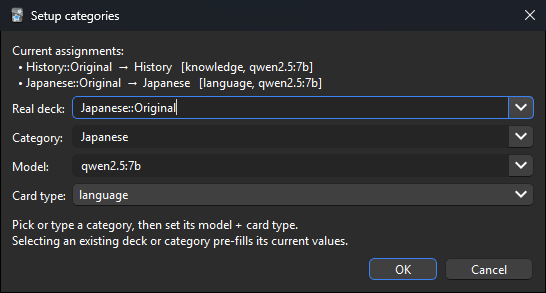 Setup categories
Current assignments:
• History::Original → History [knowledge, qwen2.5:7b]
• Japanese::Original → Japanese [language, qwen2.5:7b]
Real deck: Japanese::Original
Category: Japanese
Model: qwen2.5:7b
Card type: language
Pick or type a category, then set its model + card type.
Selecting an existing deck or category pre-fills its current values.
OK Cancel